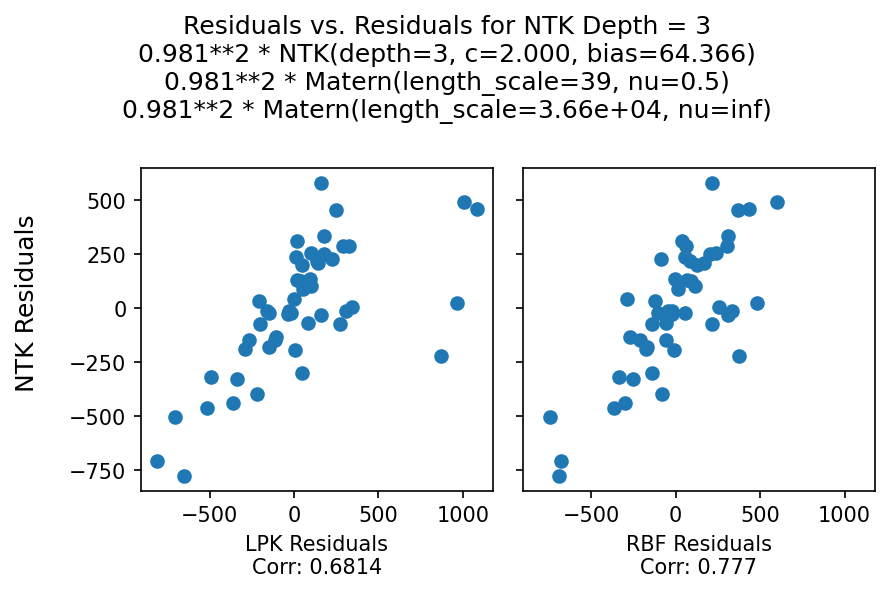 Residuals vs. Residuals for NTK Depth = 3
0.981**2 * NTK(depth=3, c=2.000, bias=64.366)
0.981**2 * Matern(length_scale=39, nu=0.5)
0.981**2 * Matern(length_scale=3.66e+04, nu=inf)
NTK Residuals
500
250
0
−250
−500
−750
−500 0 500 1000
LPK Residuals
Corr: 0.6814
−500 0 500 1000
RBF Residuals
Corr: 0.777